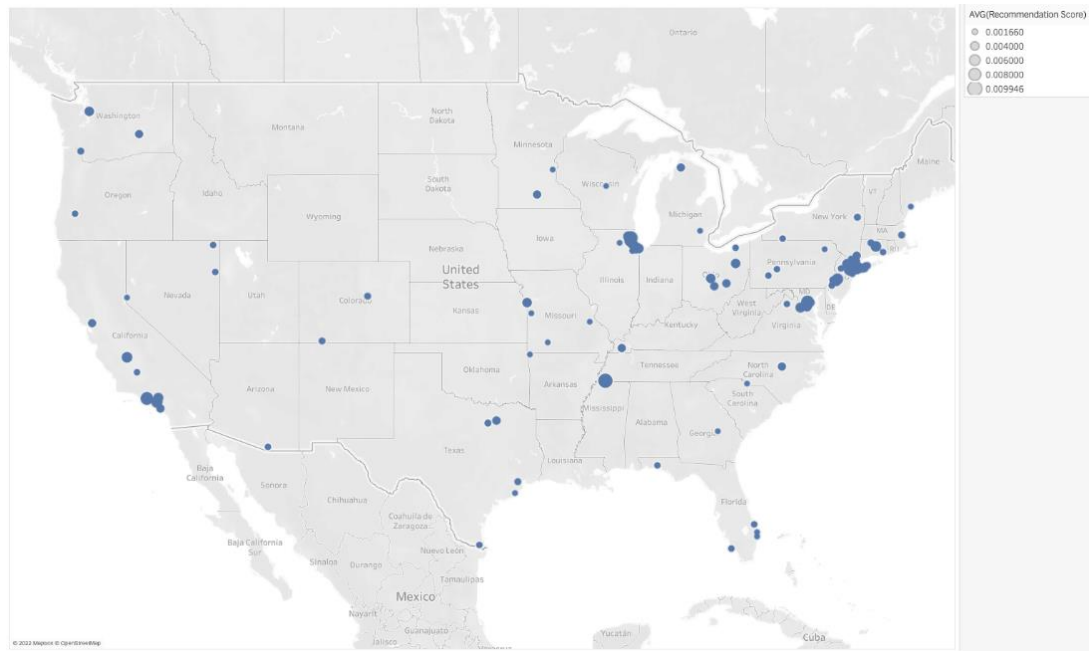 AVG(Recommendation Score)
0.001660
0.004000
0.006000
0.008000
0.009946
Ontario
Washington
Montana
North
Dakota
Minnesota
Maine
Oregon
Idaho
South
Dakota
Wisconsin
Michigan
VT
New York
MA
RI
Wyoming
Iowa
Nebraska
Pennsylvania
Nevada
Utah
Colorado
United
States
Kansas
Missouri
Illinois
Indiana
Ohio
West
Virginia
MD
DE
Virginia
California
Kentucky
Arizona
New Mexico
Oklahoma
Arkansas
Tennessee
North
Carolina
South
Carolina
Mississippi
Alabama
Georgia
Texas
Louisiana
Florida
Baja
California
Sonora
Chihuahua
Coahuila de
Zaragoza
Baja California
Sur
Sinaloa
Durango
Nuevo León
Tamaulipas
Mexico
Nayarit
Guanajuato
Jalisco
Yucatán
Cuba
© 2022 Mapbox © OpenStreetMap